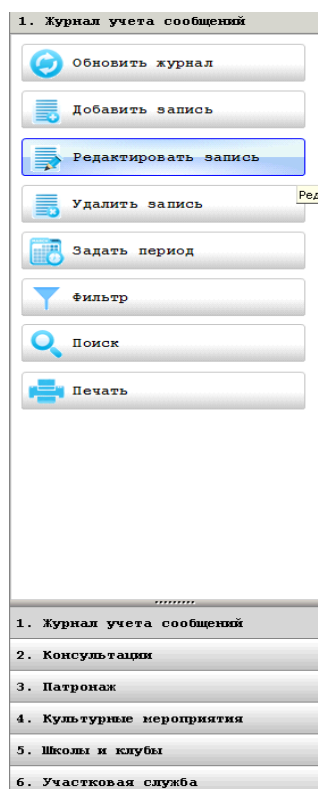 1. Журнал учета сообщений
Обновить журнал
Добавить запись
Редактировать запись
Ред
Удалить запись
Задать период
Фильтр
Поиск
Печать
1. Журнал учета сообщений
2. Консультации
3. Патронаж
4. Культурные мероприятия
5. Школы и клубы
6. Участковая служба